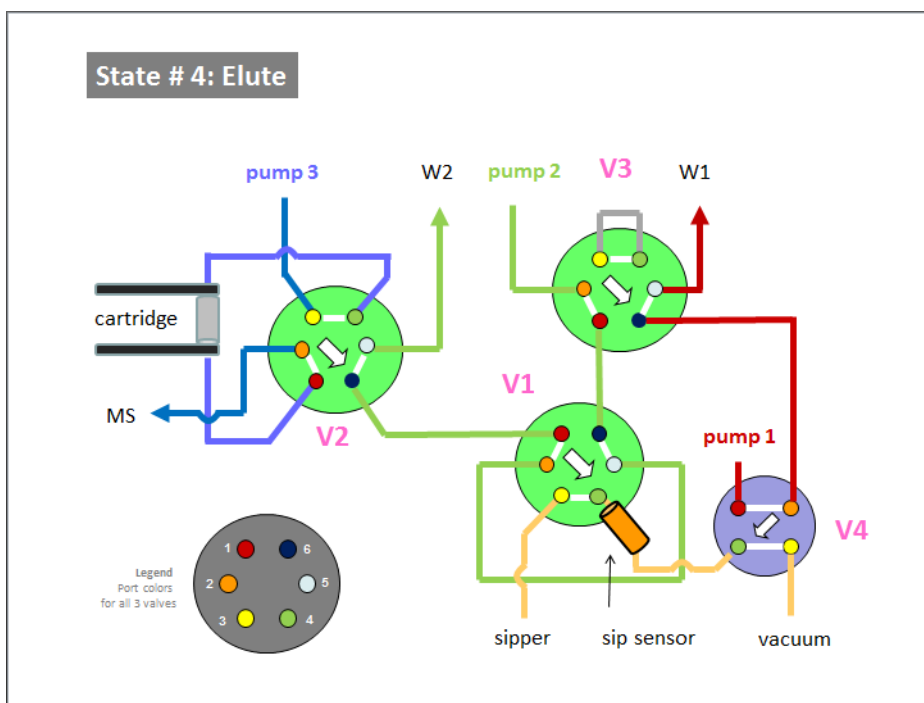 State # 4: Elute
pump 3
W2
pump 2
V3
W1
cartridge
MS
V2
V1
pump 1
V4
1
6
2
5
3
4
Legend
Port colors
for all 3 valves
sipper
sip sensor
vacuum